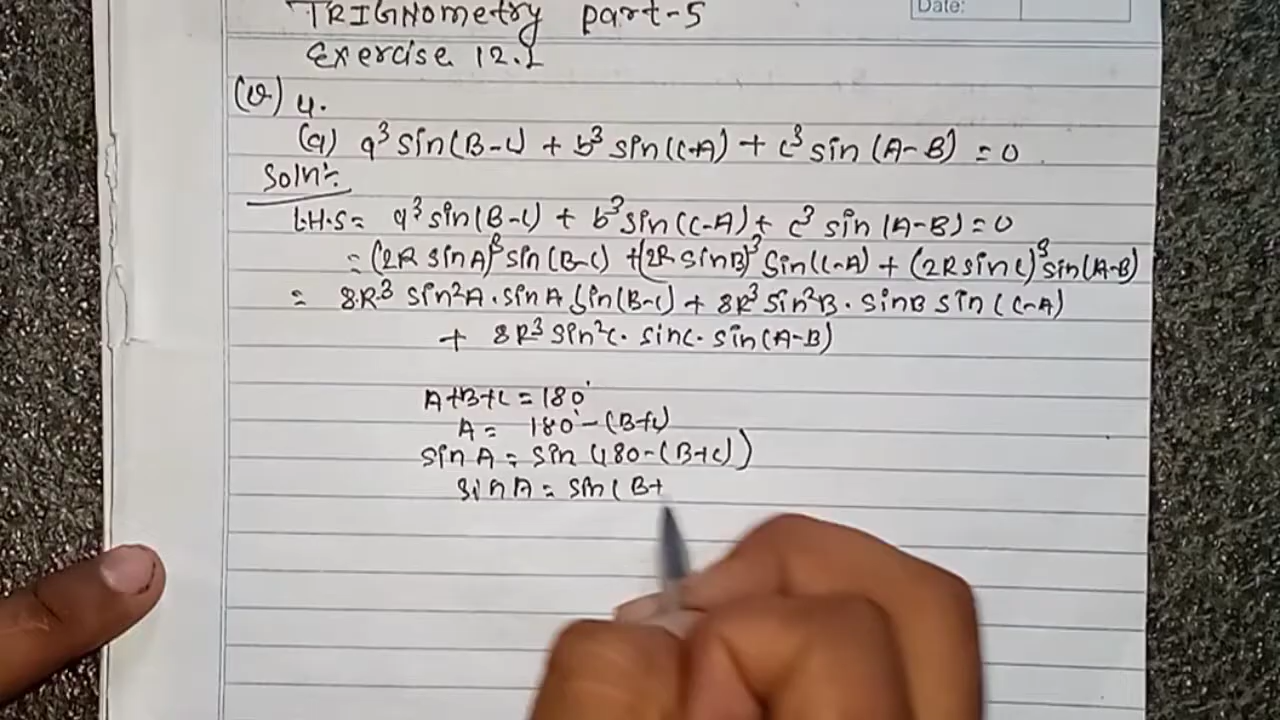 TRIGNOMETRY part-5
Date:
Exercise 12.1
(Q) 4.
(a) a³ sin(B-C) + b³ sin(C-A) + c³ sin(A-B) = 0
Soln:-
L.H.S = a³ sin(B-C) + b³ sin(C-A) + c³ sin(A-B) = 0
= (2R sinA)³ sin(B-C) + (2R sinB)³ sin(C-A) + (2R sinC)³ sin(A-B)
= 8R³ sin²A. sinA sin(B-C) + 8R³ sin²B. sinB sin(C-A)
+ 8R³ sin²C. sinC. sin(A-B)
A+B+C = 180°
A = 180° - (B+C)
sinA = sin(180-(B+C))
sinA = sin(B+